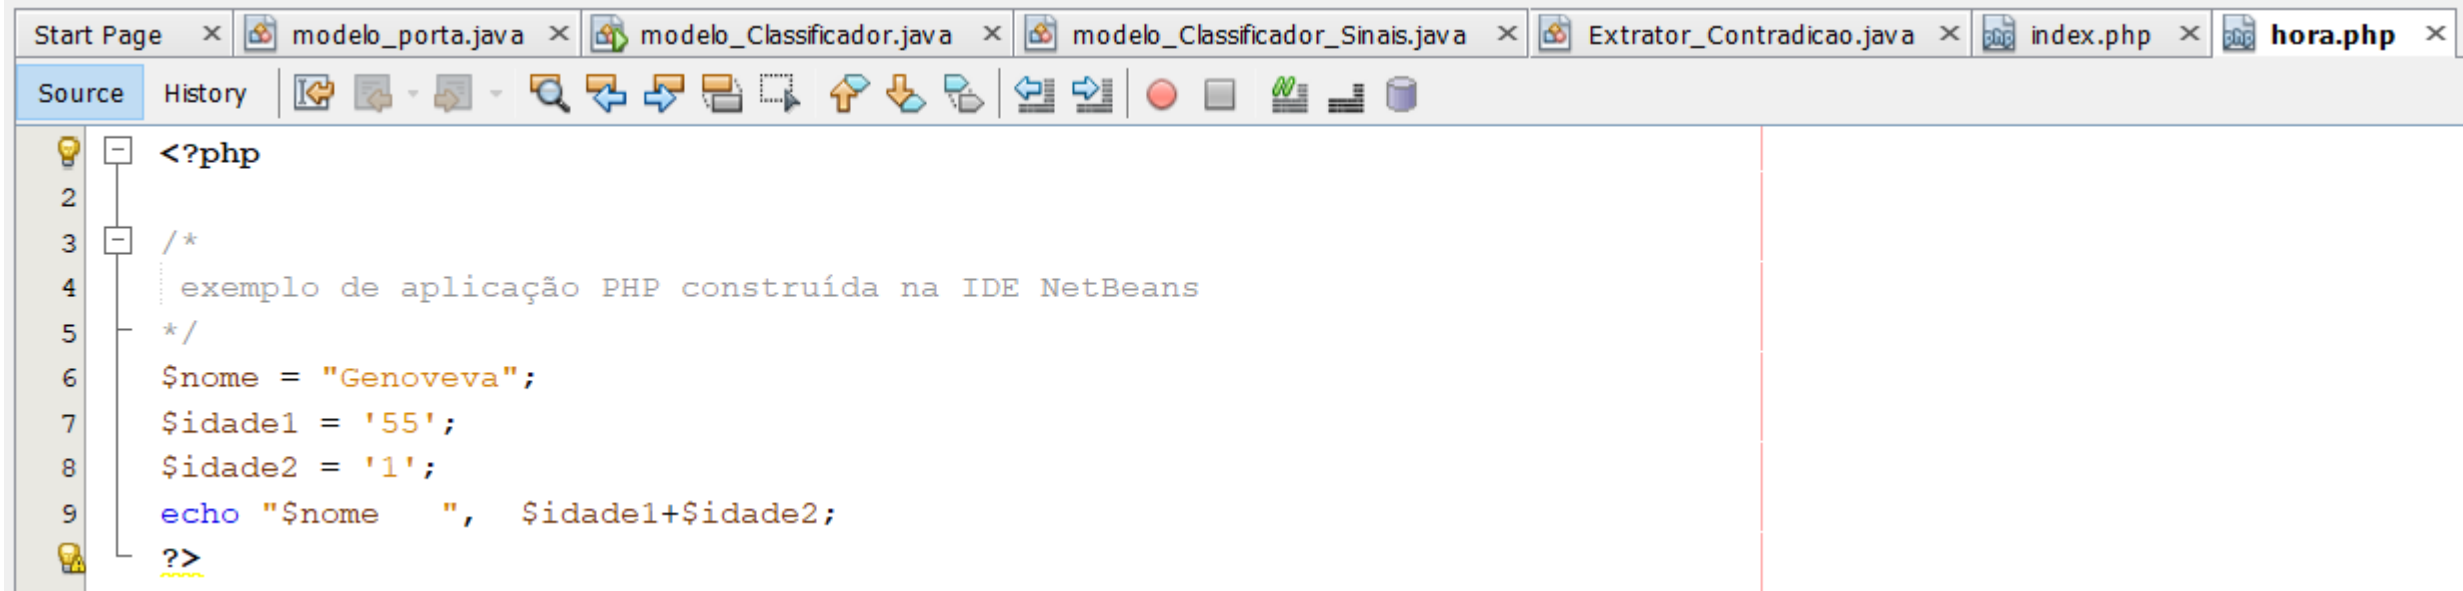 Start Page modelo_porta.java modelo_Classificador.java modelo_Classificador_Sinais.java Extrator_Contradicao.java index.php hora.php
Source History
<?php
2
3 /*
4 exemplo de aplicação PHP construída na IDE NetBeans
5 */
6 $nome = "Genoveva";
7 $idade1 = '55';
8 $idade2 = '1';
9 echo "$nome   ",  $idade1+$idade2;
?>